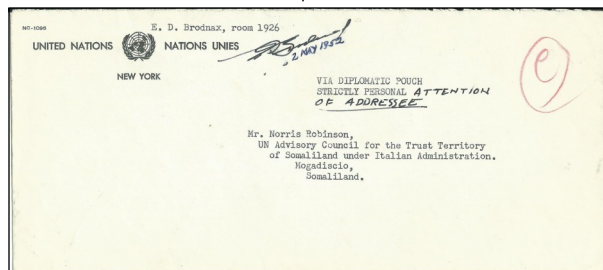 NC-1095
E. D. Brodnax, room 1926
UNITED NATIONS NATIONS UNIES
2 MAY 1952
NEW YORK
VIA DIPLOMATIC POUCH
STRICTLY PERSONAL ATTENTION
OF ADDRESSEE
Mr. Norris Robinson,
UN Advisory Council for the Trust Territory
of Somaliland under Italian Administration.
Mogadiscio,
Somaliland.